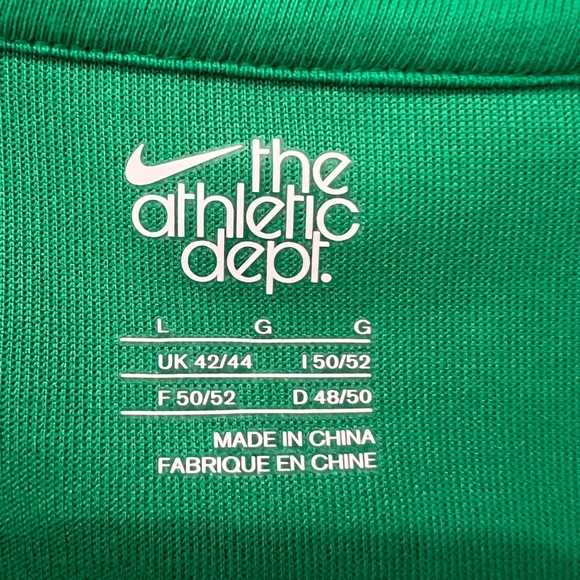 the
athletic
dept.
L G G
UK 42/44 I 50/52
F 50/52 D 48/50
MADE IN CHINA
FABRIQUE EN CHINE